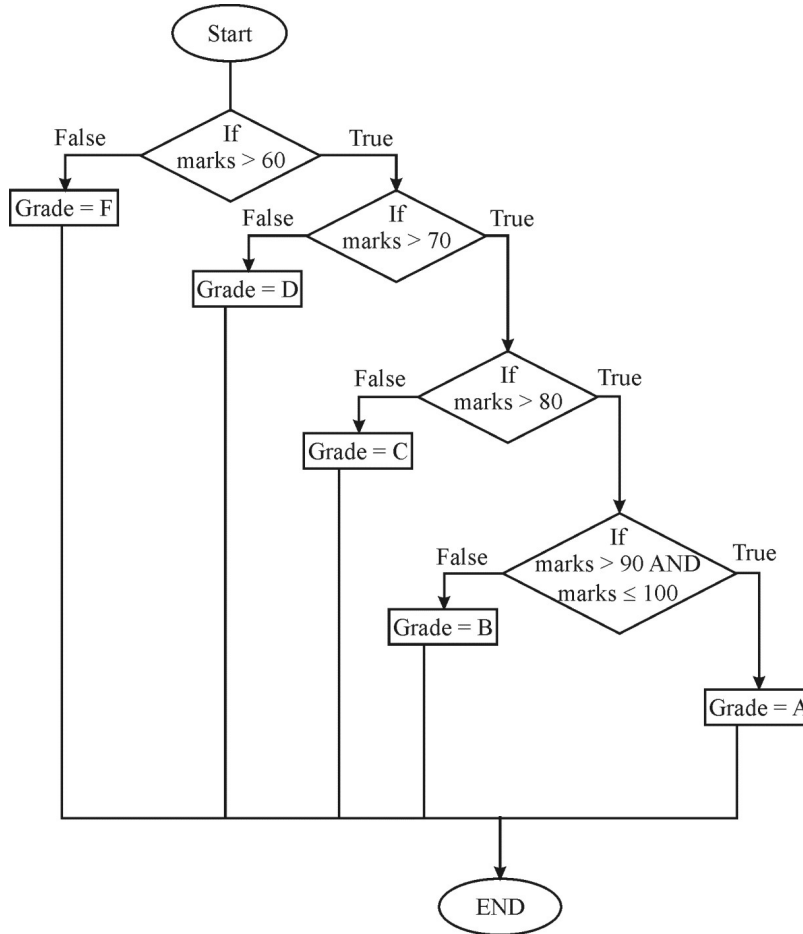 Start
False
If
marks > 60
True
Grade = F
False
If
marks > 70
True
Grade = D
False
If
marks > 80
True
Grade = C
False
If
marks > 90 AND
marks ≤ 100
True
Grade = B
Grade = A
END